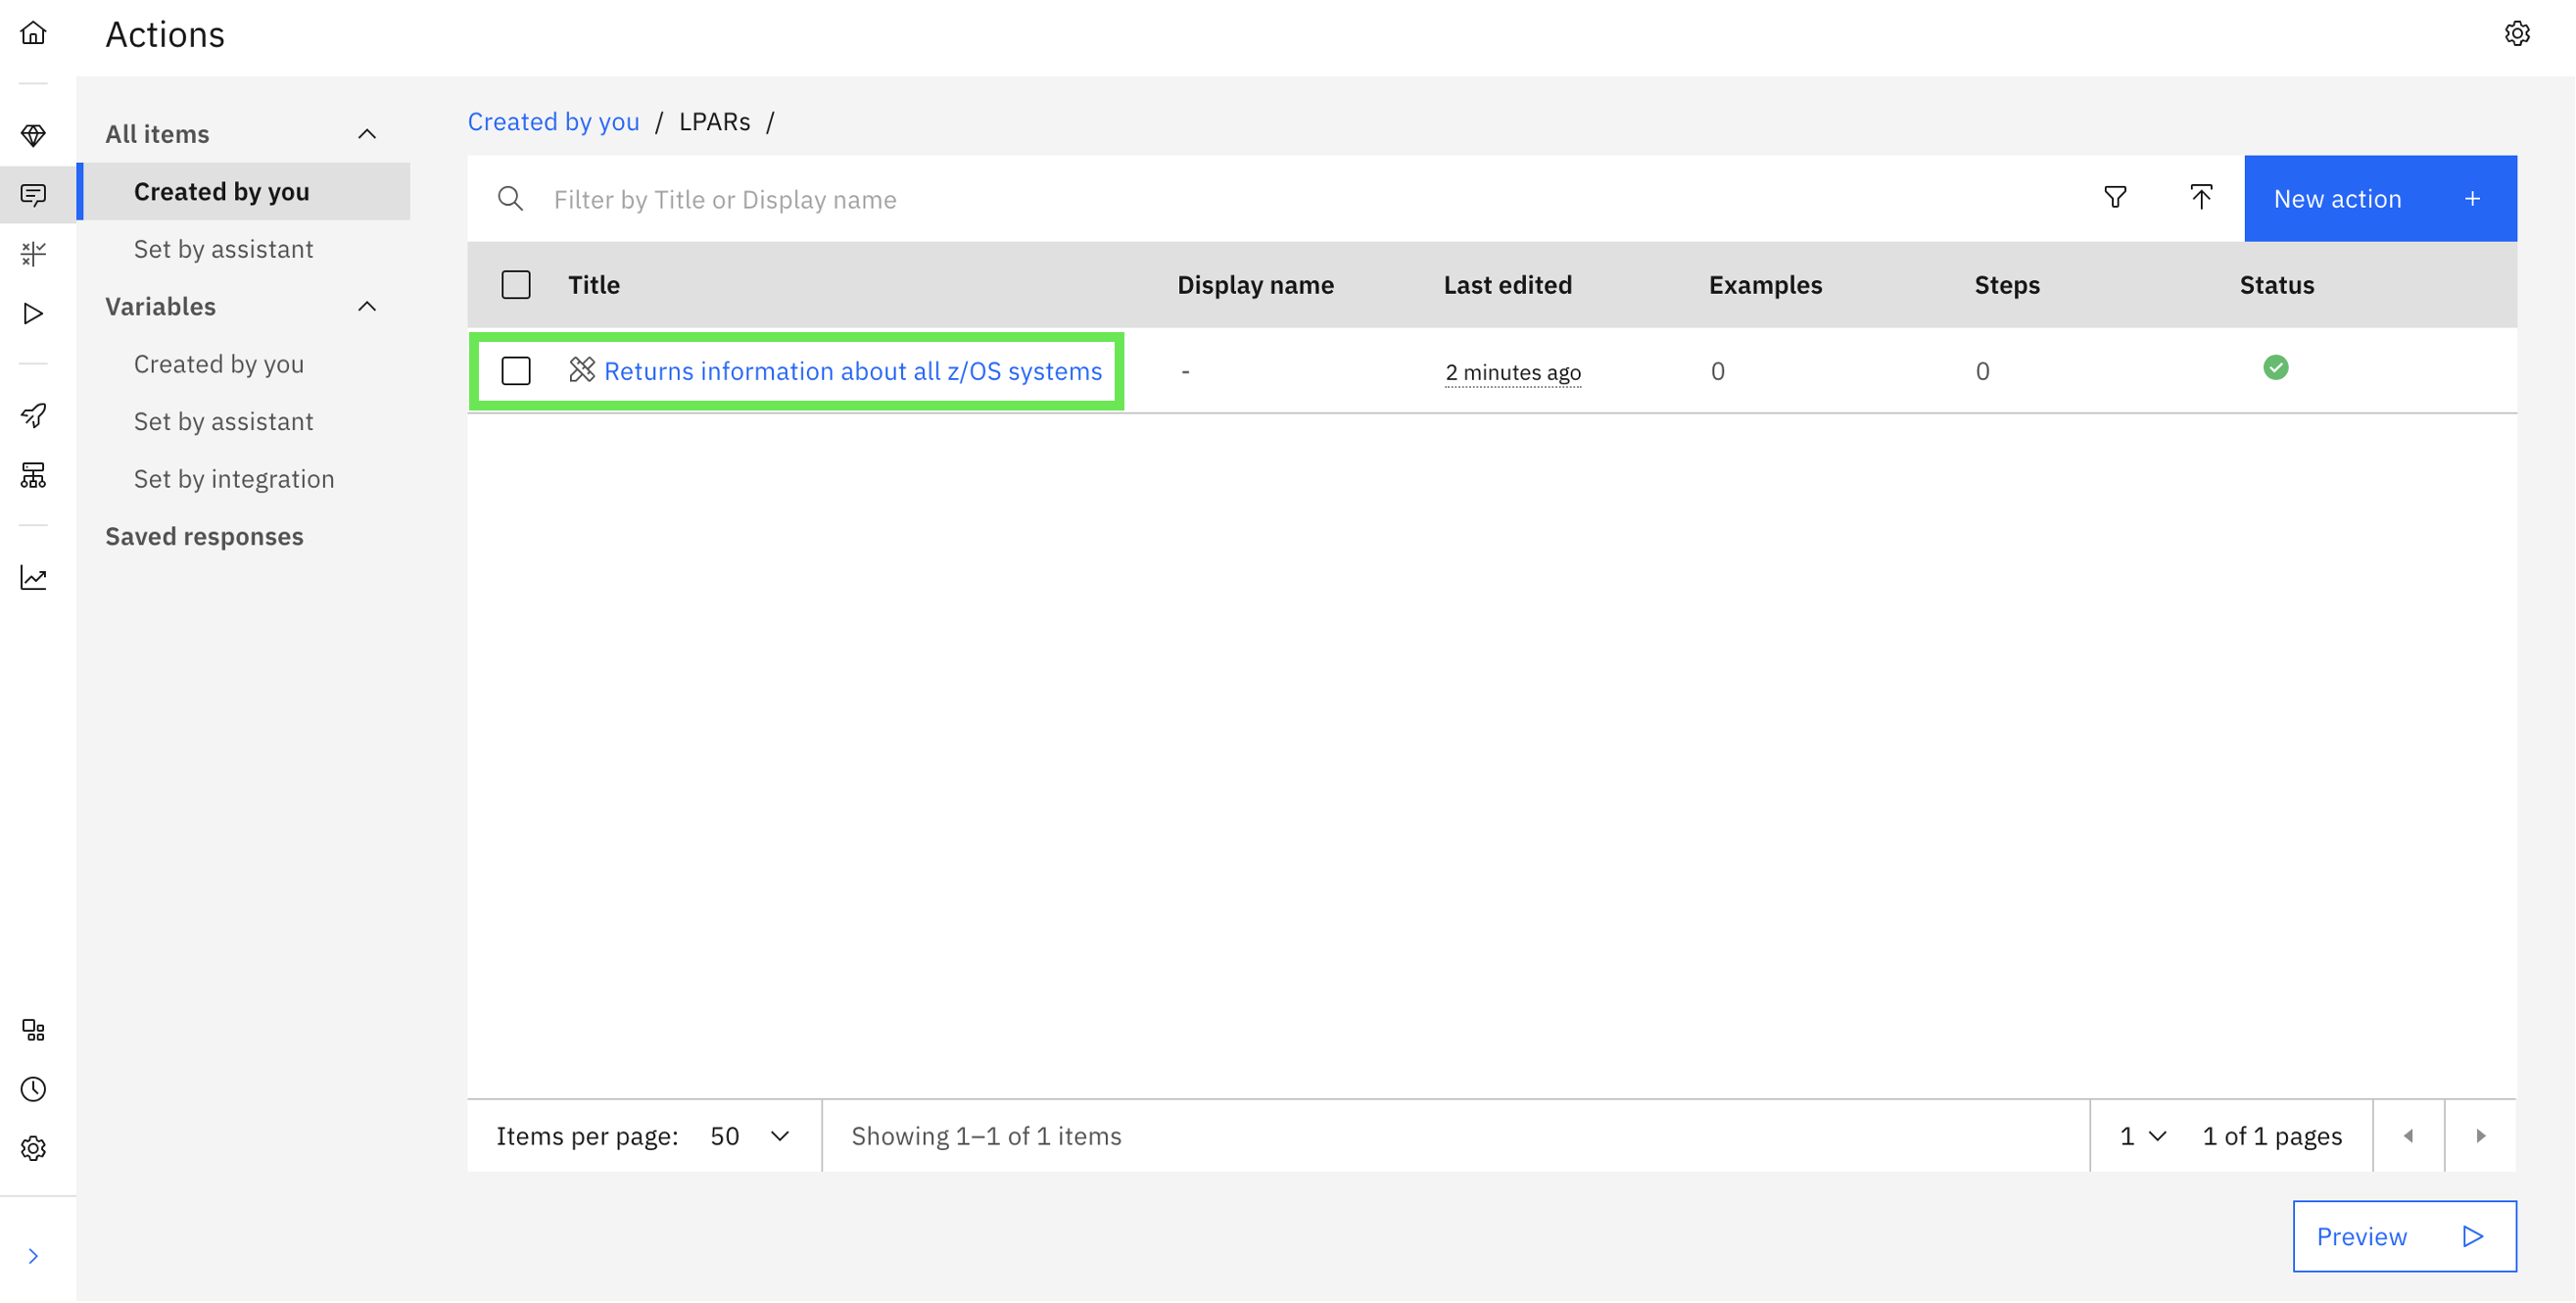 Actions
All items
Created by you
Set by assistant
Variables
Created by you
Set by assistant
Set by integration
Saved responses
Created by you / LPARs /
Filter by Title or Display name
New action +
Title Display name Last edited Examples Steps Status
Returns information about all z/OS systems - 2 minutes ago 0 0
Items per page: 50 Showing 1–1 of 1 items 1 1 of 1 pages
Preview